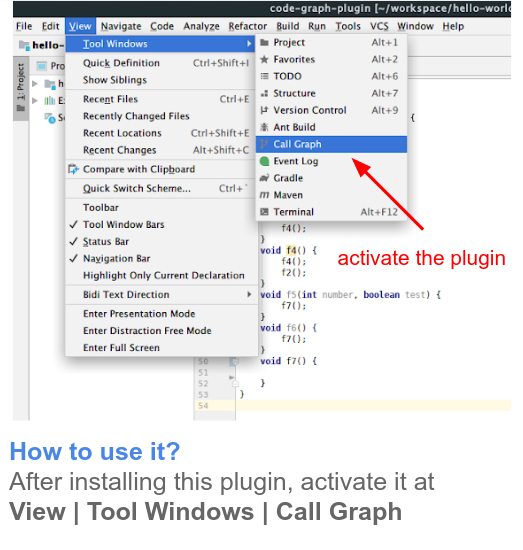 code-graph-plugin [~/workspace/hello-worl
File Edit View Navigate Code Analyze Refactor Build Run Tools VCS Window Help
hello-
Tool Windows
Quick Definition Ctrl+Shift+I
Show Siblings
Recent Files Ctrl+E
Recently Changed Files
Recent Locations Ctrl+Shift+E
Recent Changes Alt+Shift+C
Compare with Clipboard
Quick Switch Scheme... Ctrl+`
Toolbar
✓ Tool Window Bars
✓ Status Bar
✓ Navigation Bar
Highlight Only Current Declaration
Bidi Text Direction
Enter Presentation Mode
Enter Distraction Free Mode
Enter Full Screen
Project Alt+1
Favorites Alt+2
TODO Alt+6
Structure Alt+7
Version Control Alt+9
Ant Build
Call Graph
Event Log
Gradle
Maven
Terminal Alt+F12
1: Project
Pro
h
E
S
{
f4();
}
void f4() {
f4();
f2();
}
void f5(int number, boolean test) {
f7();
}
void f6() {
f7();
}
50 void f7() {
51
52 }
53 }
54
activate the plugin
How to use it?
After installing this plugin, activate it at
View | Tool Windows | Call Graph